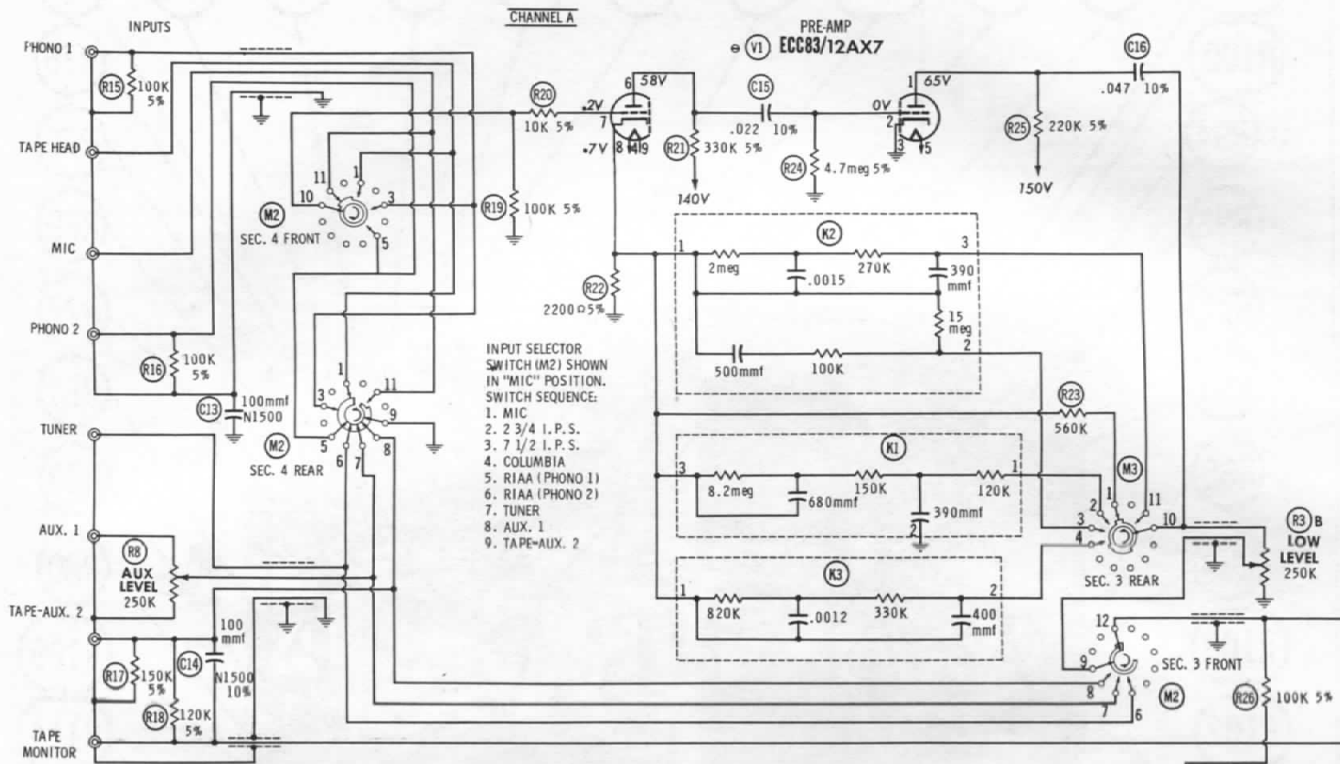 CHANNEL A
INPUTS
PRE-AMP
V1 ECC83/12AX7
PHONO 1
R15 100K 5%
TAPE HEAD
MIC
PHONO 2
R16 100K 5%
C13 100mmf N1500
TUNER
AUX. 1
R8 AUX LEVEL 250K
TAPE-AUX. 2
R17 150K 5%
R18 120K 5%
C14 100 mmf N1500 10%
TAPE MONITOR
11 1 3 10 5
M2
SEC. 4 FRONT
1 3 11 9 5 6 7 8
M2
SEC. 4 REAR
R20
10K 5%
R19 100K 5%
.2V
7
6 58V
.7V 8 4 9
R21 330K 5%
140V
C15
.022 10%
R24 4.7meg 5%
0V
2
1 65V
3 5
R25 220K 5%
150V
C16
.047 10%
R22
2200 Ω 5%
INPUT SELECTOR
SWITCH (M2) SHOWN
IN "MIC" POSITION.
SWITCH SEQUENCE:
1. MIC
2. 2 3/4 I.P.S.
3. 7 1/2 I.P.S.
4. COLUMBIA
5. RIAA (PHONO 1)
6. RIAA (PHONO 2)
7. TUNER
8. AUX. 1
9. TAPE-AUX. 2
K2
1 3
2meg
.0015
270K
390 mmf
15 meg
2
500mmf
100K
R23
560K
K1
3 1
8.2meg
680mmf
150K
390mmf
2
120K
K3
1 2
820K
.0012
330K
400 mmf
M3
1 11 2 3 4 10
SEC. 3 REAR
R3 B
LOW LEVEL
250K
12 9 8 7 6
SEC. 3 FRONT
M2
R26 100K 5%